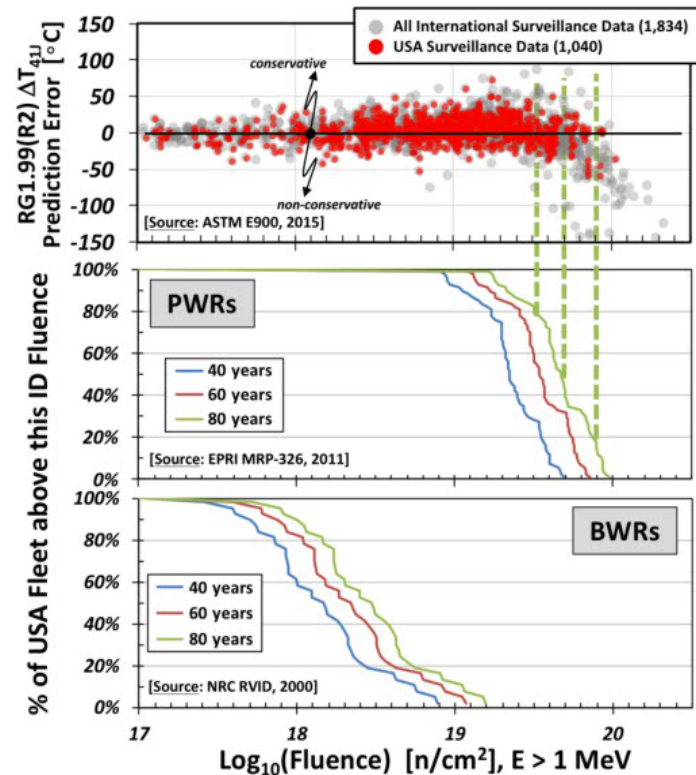 All International Surveillance Data (1,834)
USA Surveillance Data (1,040)
RG1.99(R2) ΔT41J
Prediction Error [°C]
150
100
50
0
-50
-100
-150
conservative
non-conservative
[Source: ASTM E900, 2015]
% of USA Fleet above this ID Fluence
100%
80%
60%
40%
20%
0%
PWRs
40 years
60 years
80 years
[Source: EPRI MRP-326, 2011]
100%
80%
60%
40%
20%
0%
BWRs
40 years
60 years
80 years
[Source: NRC RVID, 2000]
17
18
19
20
Log10(Fluence) [n/cm²], E > 1 MeV